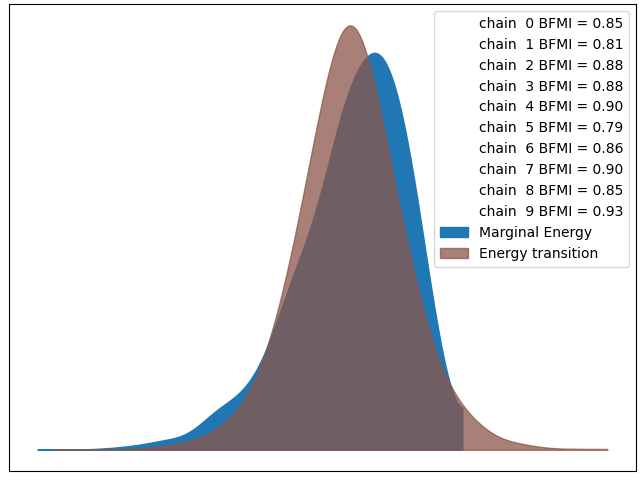 chain  0 BFMI = 0.85
chain  1 BFMI = 0.81
chain  2 BFMI = 0.88
chain  3 BFMI = 0.88
chain  4 BFMI = 0.90
chain  5 BFMI = 0.79
chain  6 BFMI = 0.86
chain  7 BFMI = 0.90
chain  8 BFMI = 0.85
chain  9 BFMI = 0.93
Marginal Energy
Energy transition